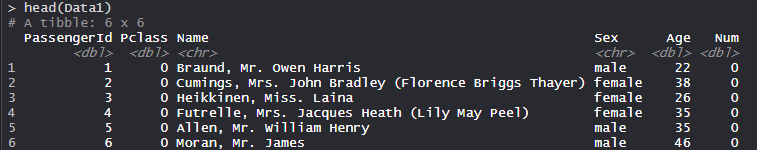 > head(Data1)
# A tibble: 6 x 6
PassengerId Pclass Name Sex Age Num
<dbl> <dbl> <chr> <chr> <dbl> <dbl>
1 1 0 Braund, Mr. Owen Harris male 22 0
2 2 0 Cumings, Mrs. John Bradley (Florence Briggs Thayer) female 38 0
3 3 0 Heikkinen, Miss. Laina female 26 0
4 4 0 Futrelle, Mrs. Jacques Heath (Lily May Peel) female 35 0
5 5 0 Allen, Mr. William Henry male 35 0
6 6 0 Moran, Mr. James male 46 0